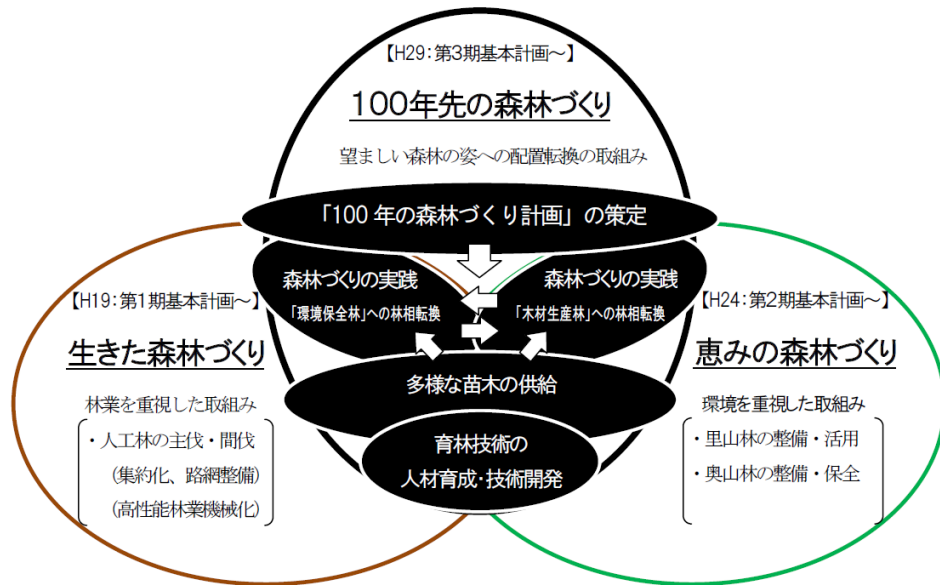 【H29:第3期基本計画~】
100年先の森林づくり
望ましい森林の姿への配置転換の取組み
「100年の森林づくり計画」の策定
森林づくりの実践
「環境保全林」への林相転換
森林づくりの実践
「木材生産林」への林相転換
【H19:第1期基本計画~】
生きた森林づくり
林業を重視した取組み
・人工林の主伐・間伐
(集約化、路網整備)
(高性能林業機械化)
【H24:第2期基本計画~】
恵みの森林づくり
環境を重視した取組み
・里山林の整備・活用
・奥山林の整備・保全
多様な苗木の供給
育林技術の
人材育成・技術開発